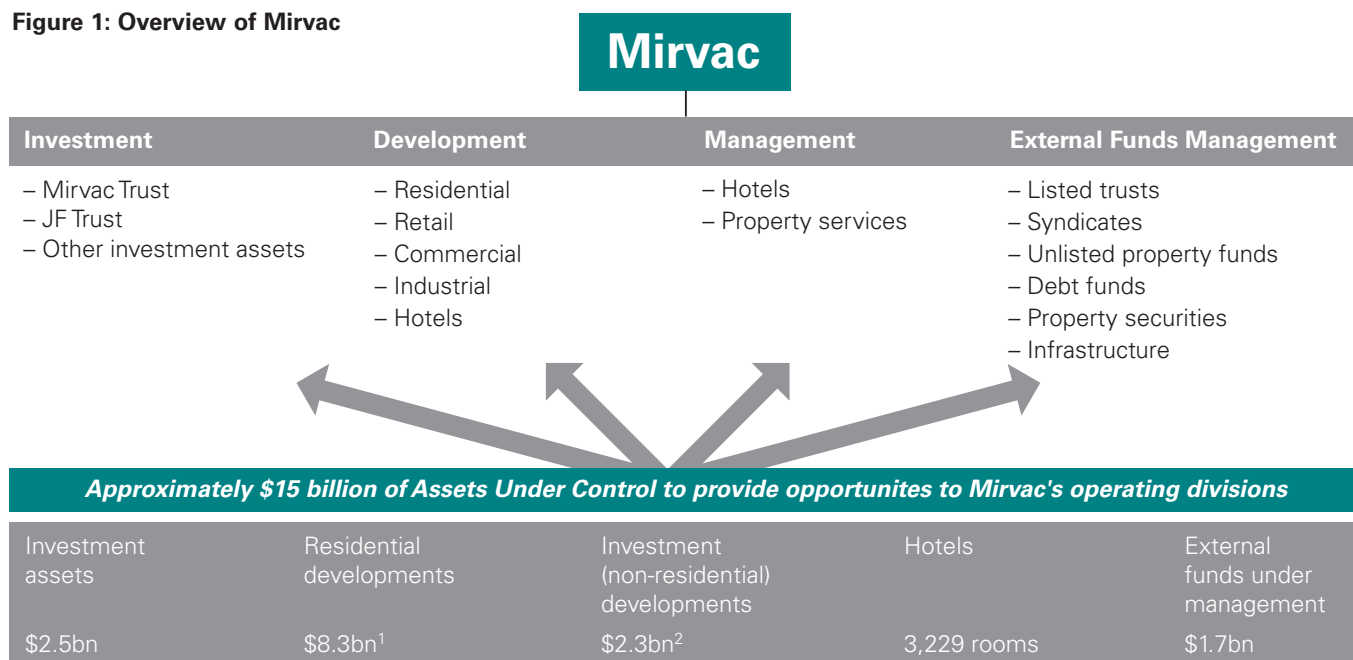 Figure 1: Overview of Mirvac
Mirvac
Investment
– Mirvac Trust
– JF Trust
– Other investment assets
Development
– Residential
– Retail
– Commercial
– Industrial
– Hotels
Management
– Hotels
– Property services
External Funds Management
– Listed trusts
– Syndicates
– Unlisted property funds
– Debt funds
– Property securities
– Infrastructure
Approximately $15 billion of Assets Under Control to provide opportunites to Mirvac's operating divisions
Investment
assets
$2.5bn
Residential
developments
$8.3bn¹
Investment
(non-residential)
developments
$2.3bn²
Hotels
3,229 rooms
External
funds under
management
$1.7bn